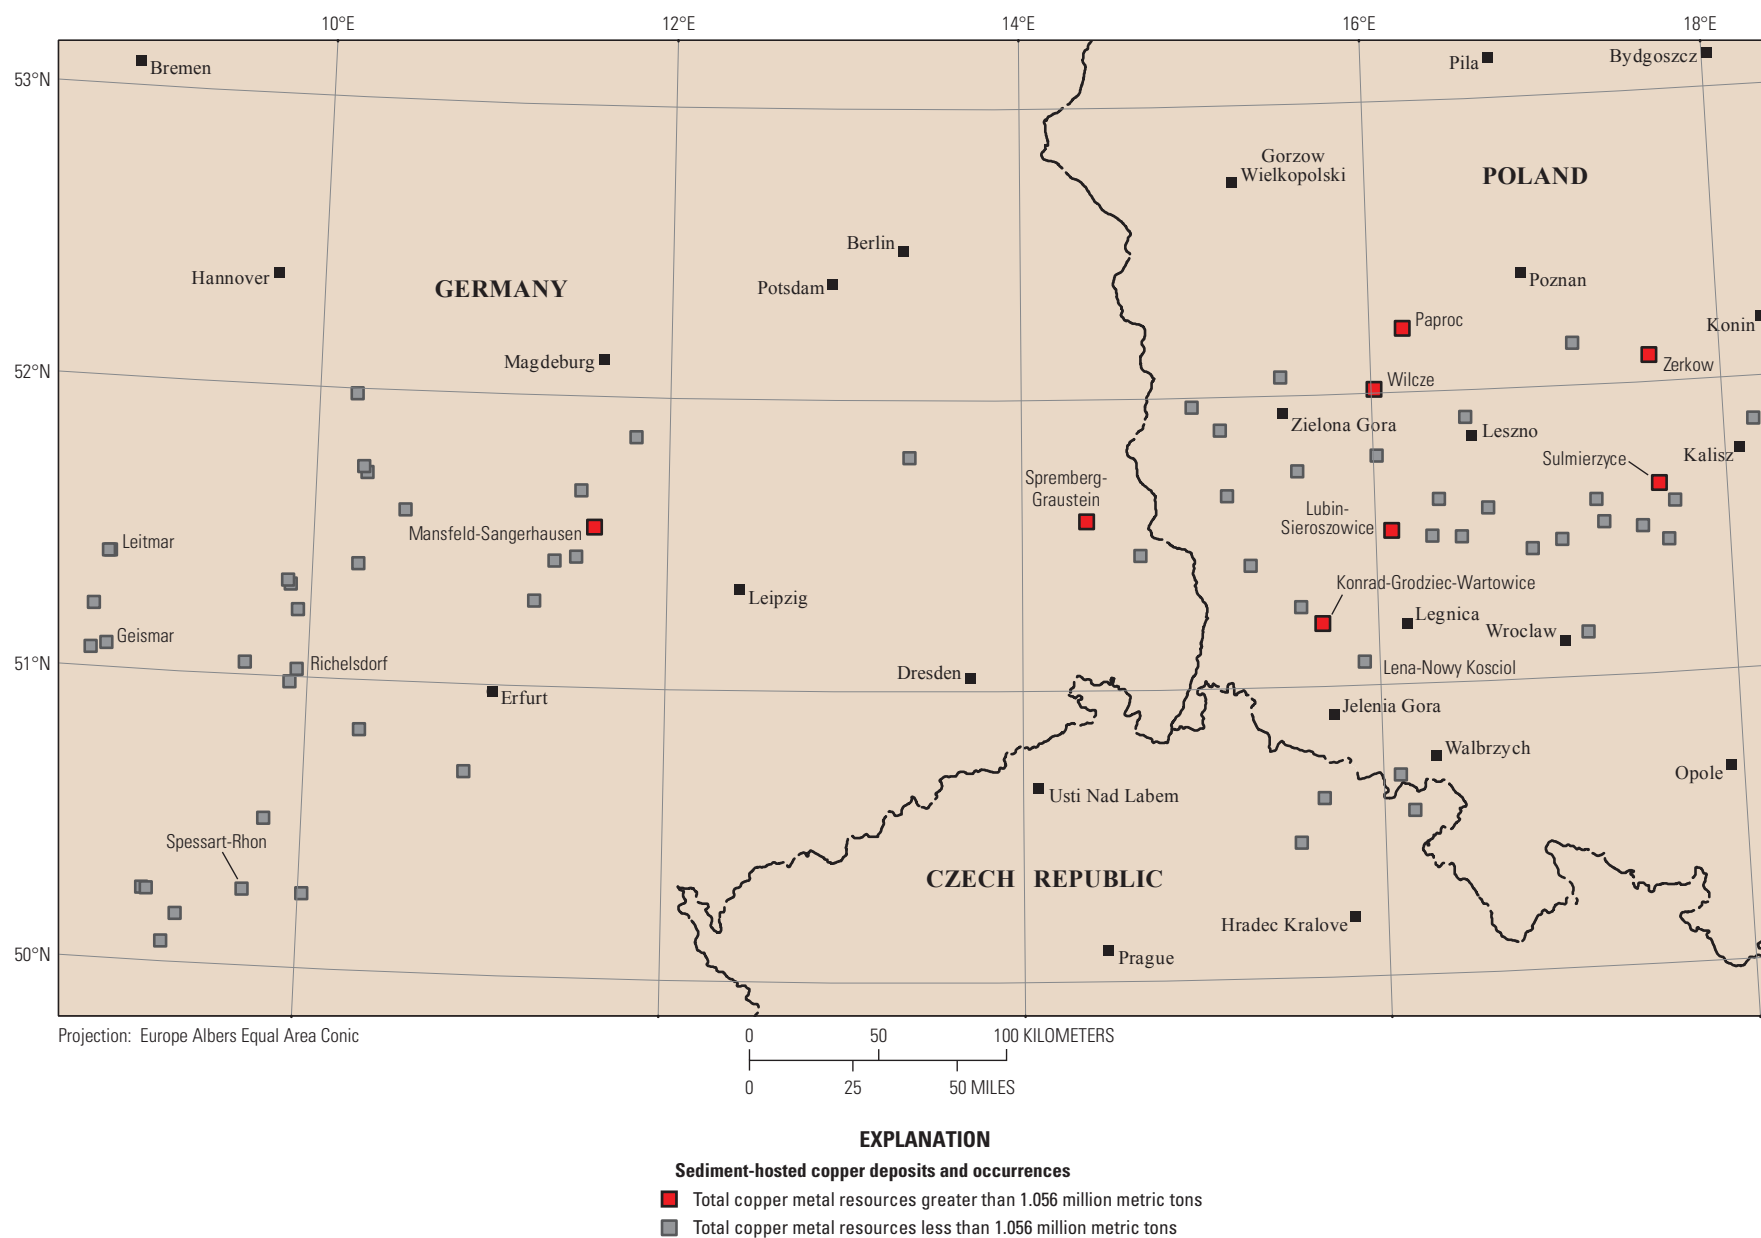 10°E
12°E
14°E
16°E
18°E
53°N
52°N
51°N
50°N
Bremen
Pila
Bydgoszcz
Gorzow
Wielkopolski
POLAND
Berlin
Hannover
GERMANY
Potsdam
Poznan
Paproc
Konin
Magdeburg
Zerkow
Wilcze
Zielona Gora
Leszno
Kalisz
Sulmierzyce
Spremberg-
Graustein
Lubin-
Sieroszowice
Mansfeld-Sangerhausen
Leitmar
Konrad-Grodziec-Wartowice
Leipzig
Legnica
Wroclaw
Geismar
Richelsdorf
Lena-Nowy Kosciol
Dresden
Erfurt
Jelenia Gora
Walbrzych
Opole
Usti Nad Labem
Spessart-Rhon
CZECH REPUBLIC
Hradec Kralove
Prague
Projection: Europe Albers Equal Area Conic
0 50 100 KILOMETERS
0 25 50 MILES
EXPLANATION
Sediment-hosted copper deposits and occurrences
Total copper metal resources greater than 1.056 million metric tons
Total copper metal resources less than 1.056 million metric tons